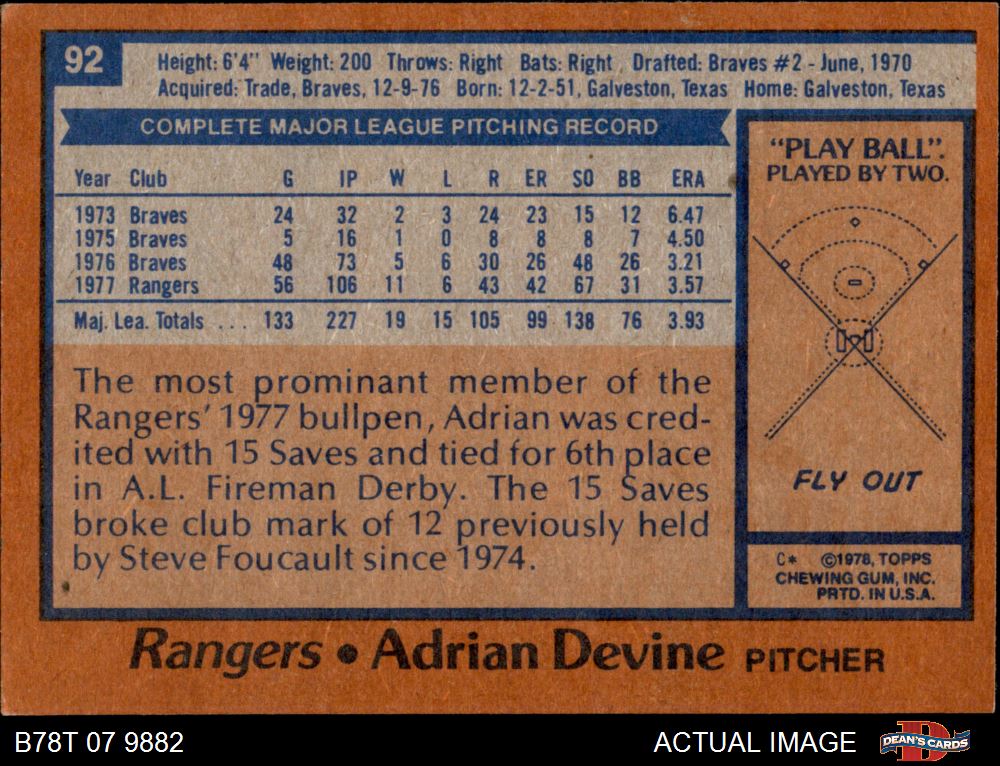 92
Height: 6'4" Weight: 200 Throws: Right Bats: Right Drafted: Braves #2 - June, 1970
Acquired: Trade, Braves, 12-9-76 Born: 12-2-51, Galveston, Texas Home: Galveston, Texas
COMPLETE MAJOR LEAGUE PITCHING RECORD
Year Club G IP W L R ER SO BB ERA
1973 Braves 24 32 2 3 24 23 15 12 6.47
1975 Braves 5 16 1 0 8 8 8 7 4.50
1976 Braves 48 73 5 6 30 26 48 26 3.21
1977 Rangers 56 106 11 6 43 42 67 31 3.57
Maj. Lea. Totals ... 133 227 19 15 105 99 138 76 3.93
The most prominant member of the
Rangers' 1977 bullpen, Adrian was cred-
ited with 15 Saves and tied for 6th place
in A.L. Fireman Derby. The 15 Saves
broke club mark of 12 previously held
by Steve Foucault since 1974.
"PLAY BALL".
PLAYED BY TWO.
FLY OUT
C* ©1978, TOPPS
CHEWING GUM, INC.
PRTD. IN U.S.A.
Rangers • Adrian Devine PITCHER
B78T 07 9882 ACTUAL IMAGE DEAN'S CARDS